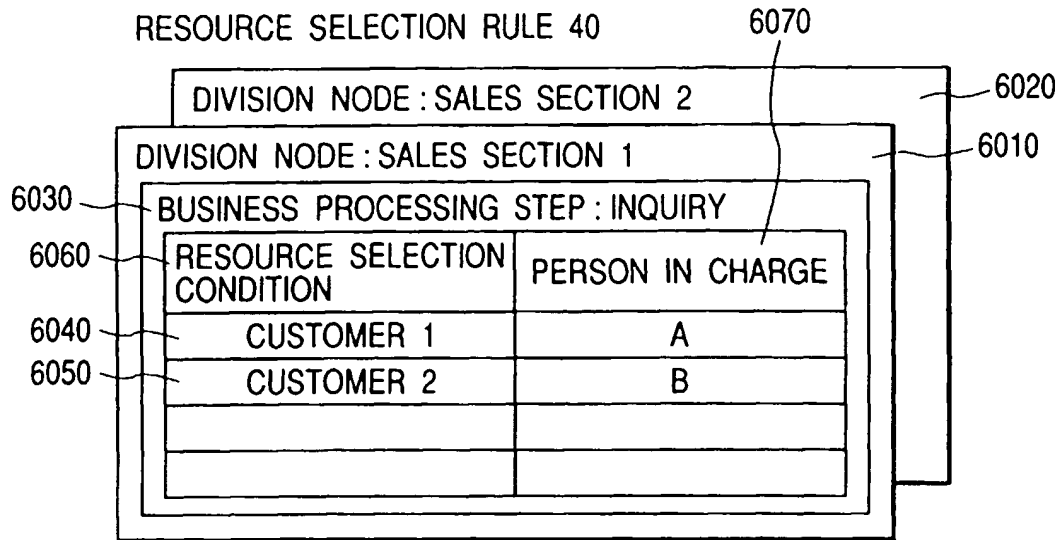 RESOURCE SELECTION RULE 40
6070
DIVISION NODE : SALES SECTION 2
6020
DIVISION NODE : SALES SECTION 1
6010
6030
BUSINESS PROCESSING STEP : INQUIRY
6060
RESOURCE SELECTION
CONDITION
PERSON IN CHARGE
6040
CUSTOMER 1
A
6050
CUSTOMER 2
B